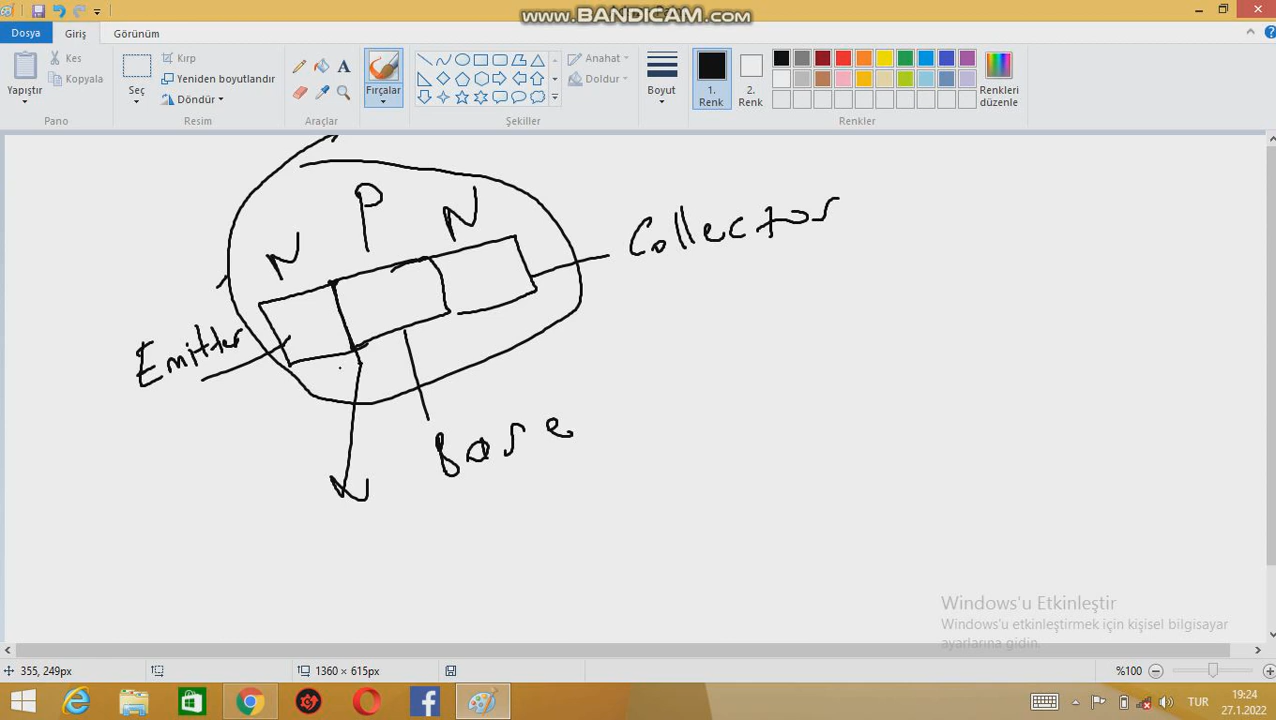 www.BANDICAM.com
Dosya Giriş Görünüm
Yapıştır
Kes
Kopyala
Pano
Seç
Kırp
Yeniden boyutlandır
Döndür
Resim
Fırçalar
Araçlar
Anahat
Doldur
Şekiller
Boyut
1. Renk
2. Renk
Renkleri düzenle
Renkler
N P N
Collector
Emitter
Base
Windows'u Etkinleştir
Windows'u etkinleştirmek için kişisel bilgisayar
ayarlarına gidin.
355, 249px
1360 × 615px
%100
TUR
19:24
27.1.2022